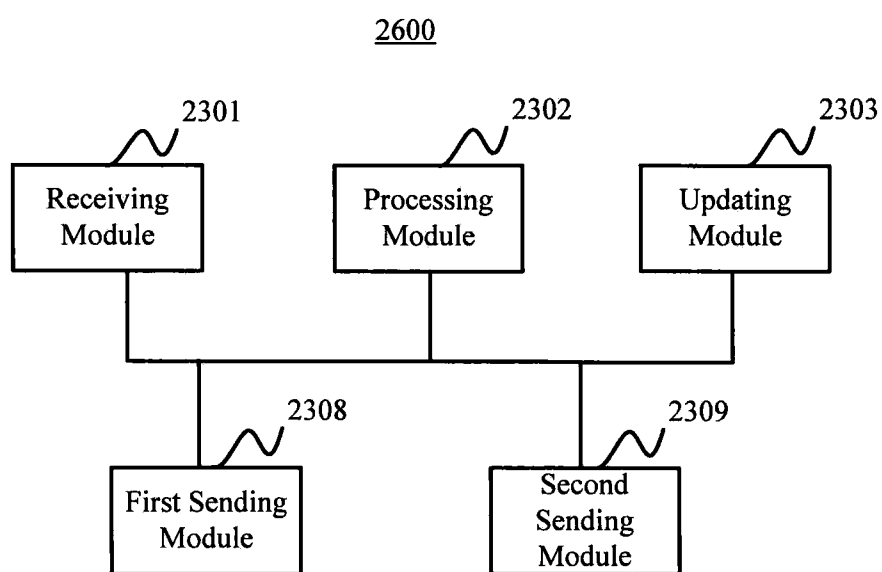 2600
2301
2302
2303
Receiving
Module
Processing
Module
Updating
Module
2308
2309
First Sending
Module
Second
Sending
Module